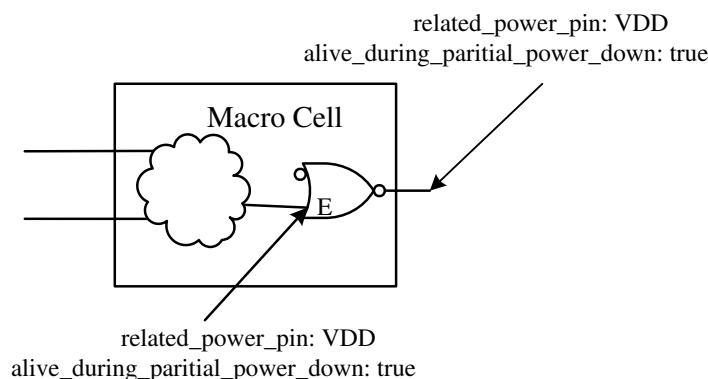 related_power_pin: VDD
alive_during_paritial_power_down: true
Macro Cell
E
related_power_pin: VDD
alive_during_paritial_power_down: true